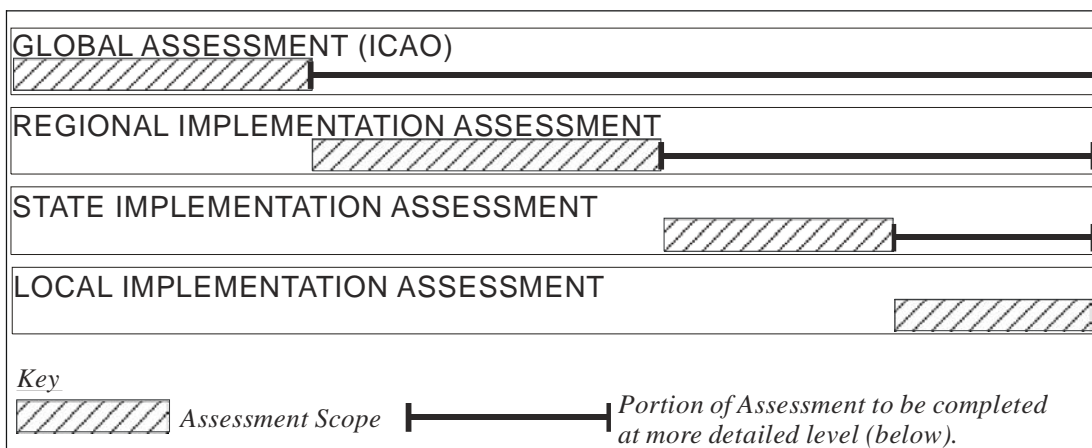 GLOBAL ASSESSMENT (ICAO)
REGIONAL IMPLEMENTATION ASSESSMENT
STATE IMPLEMENTATION ASSESSMENT
LOCAL IMPLEMENTATION ASSESSMENT
Key
Assessment Scope
Portion of Assessment to be completed
at more detailed level (below).